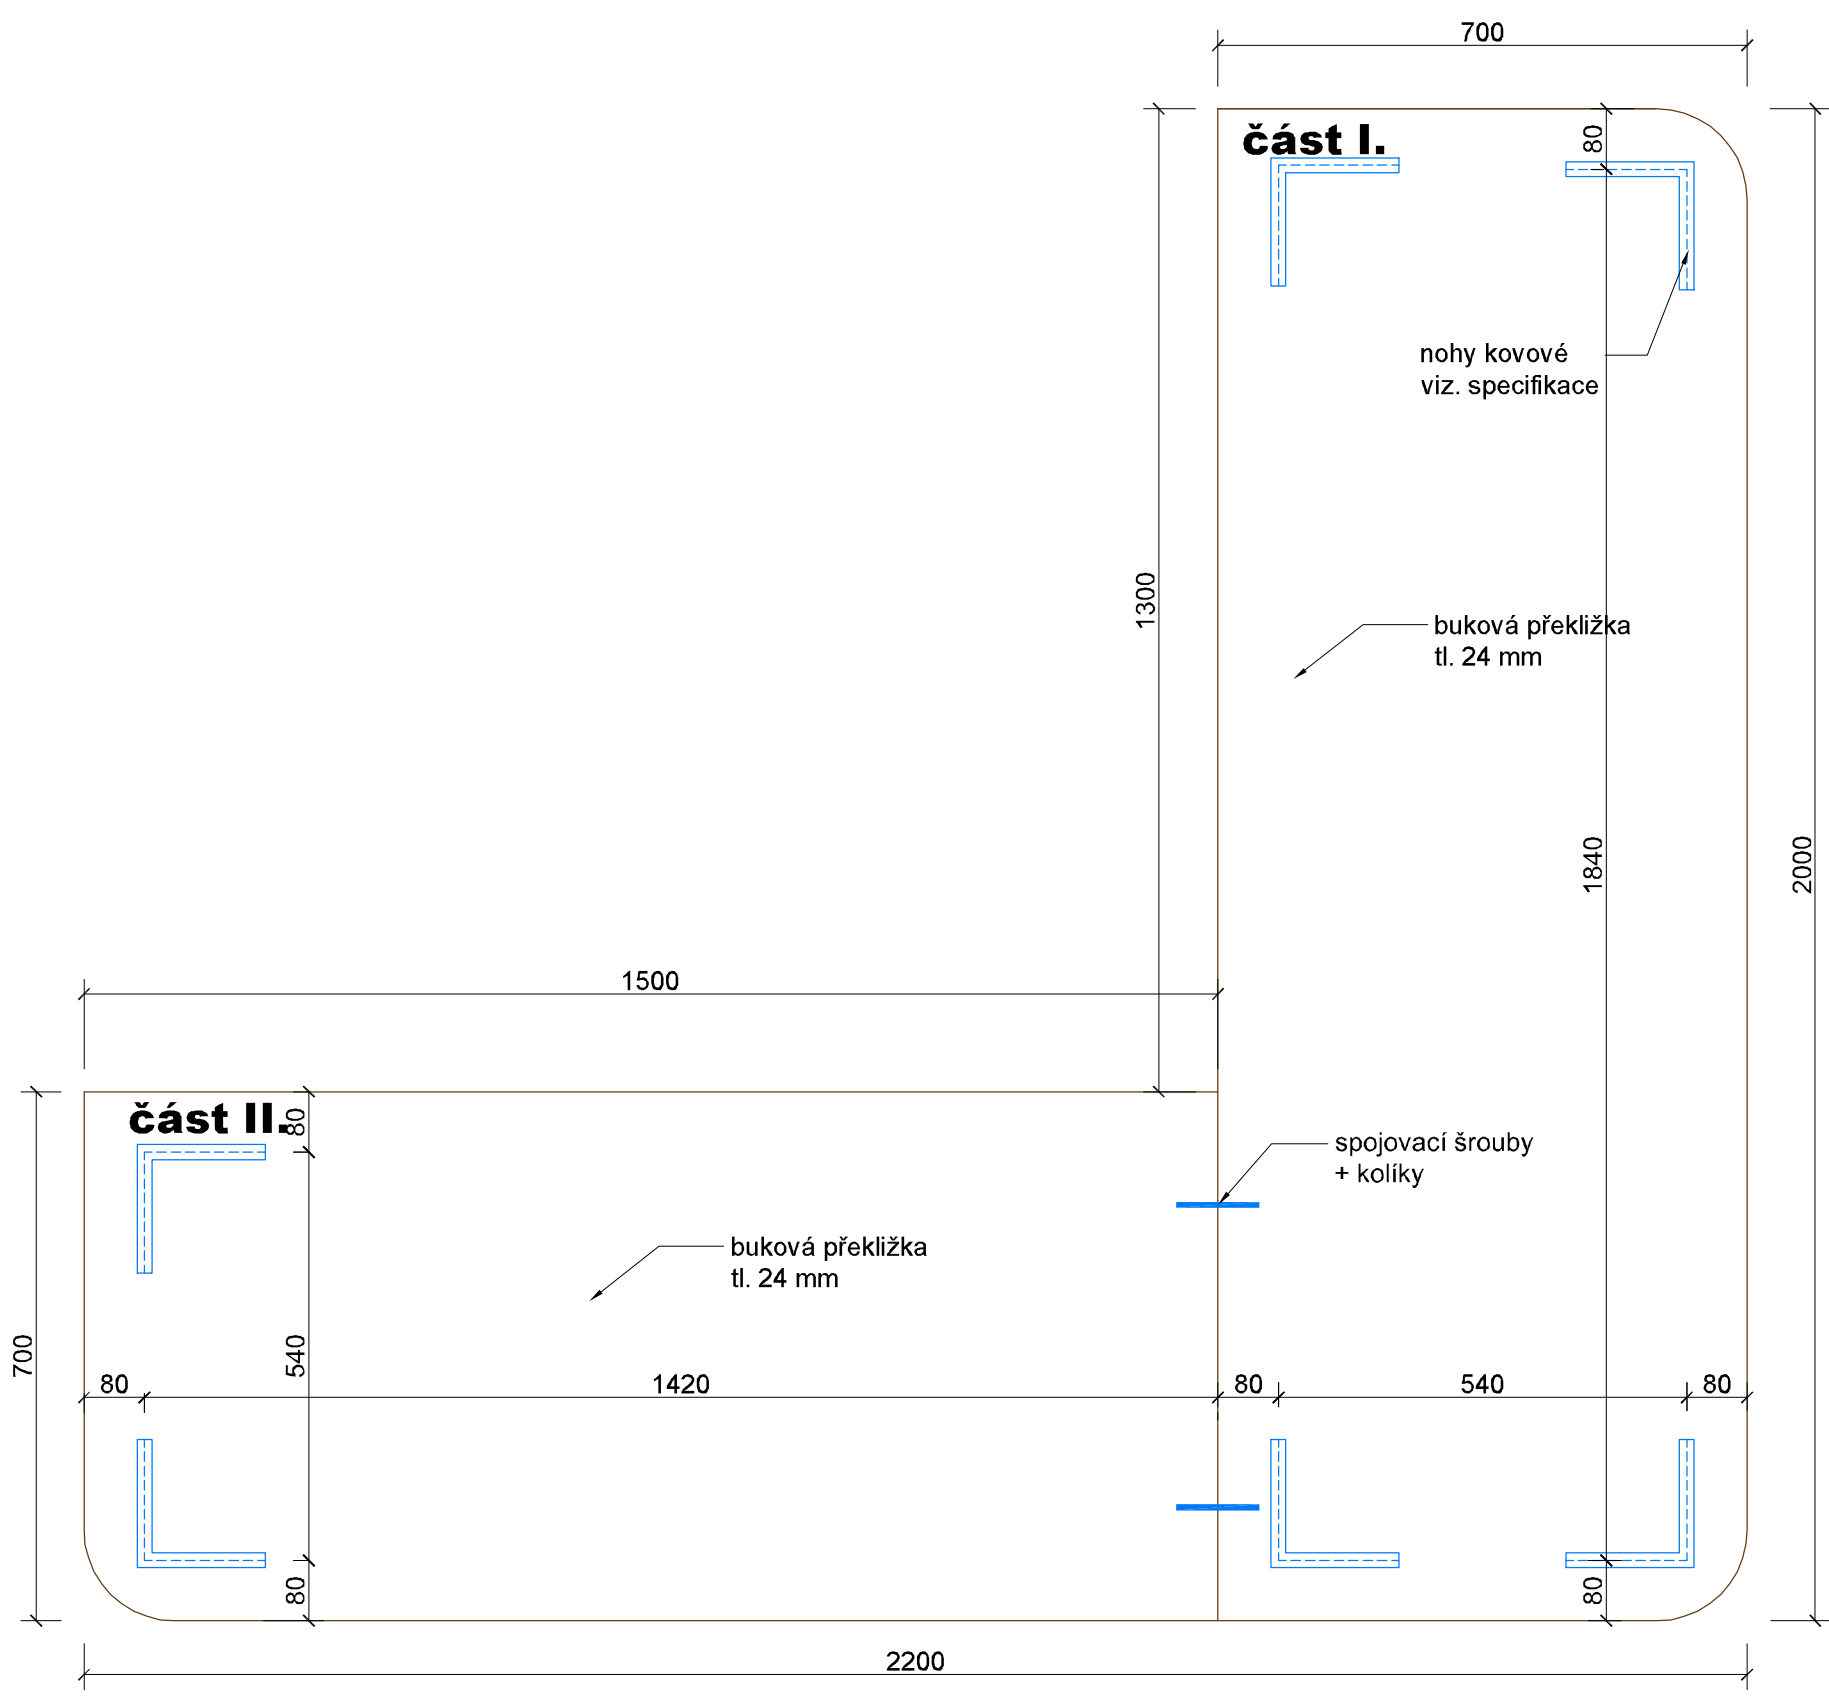 700
část I.
80
nohy kovové
viz. specifikace
1300
buková překližka
tl. 24 mm
1840
2000
1500
část II.
80
spojovací šrouby
+ kolíky
buková překližka
tl. 24 mm
700
540
80
1420
80
540
80
80
80
2200